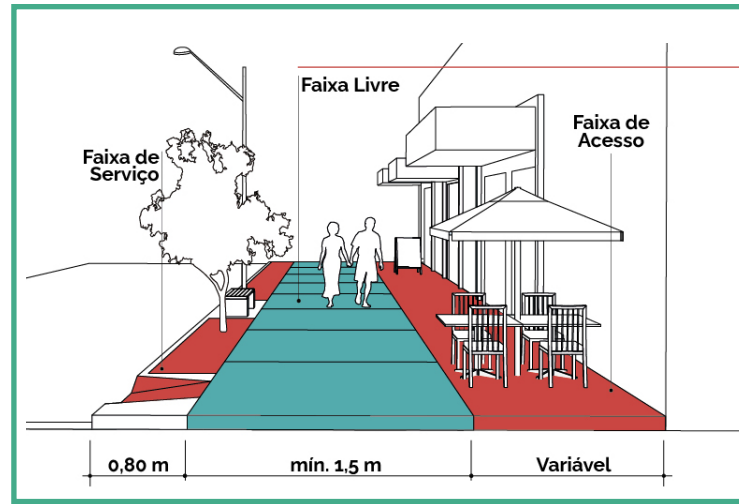 Faixa Livre
Faixa de
Acesso
Faixa de
Serviço
0,80 m
mín. 1,5 m
Variável